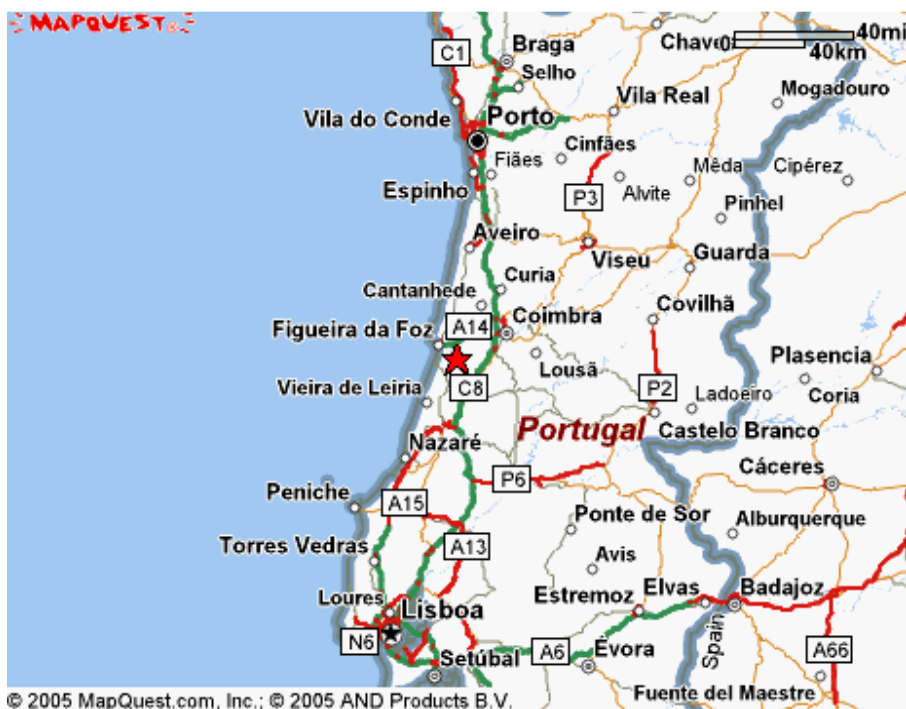 MAPQUEST
40mi
0
40km
C1
Braga
Chave
Selho
Mogadouro
Vila do Conde
Porto
Vila Real
Fiães
Cinfães
Mêda
Cipérez
Espinho
P3
Alvite
Pinhel
Aveiro
Viseu
Guarda
Curia
Cantanhede
Covilhã
Figueira da Foz
A14
Coimbra
Lousã
Plasencia
Vieira de Leiria
C8
P2
Ladoeiro
Coria
Portugal
Castelo Branco
Nazaré
Cáceres
P6
Peniche
A15
Ponte de Sor
Alburquerque
Torres Vedras
A13
Avis
Loures
Lisboa
Estremoz
Elvas
Badajoz
N6
Spain
Setúbal
A6
Évora
A66
Fuente del Maestre
© 2005 MapQuest.com, Inc.; © 2005 AND Products B.V.